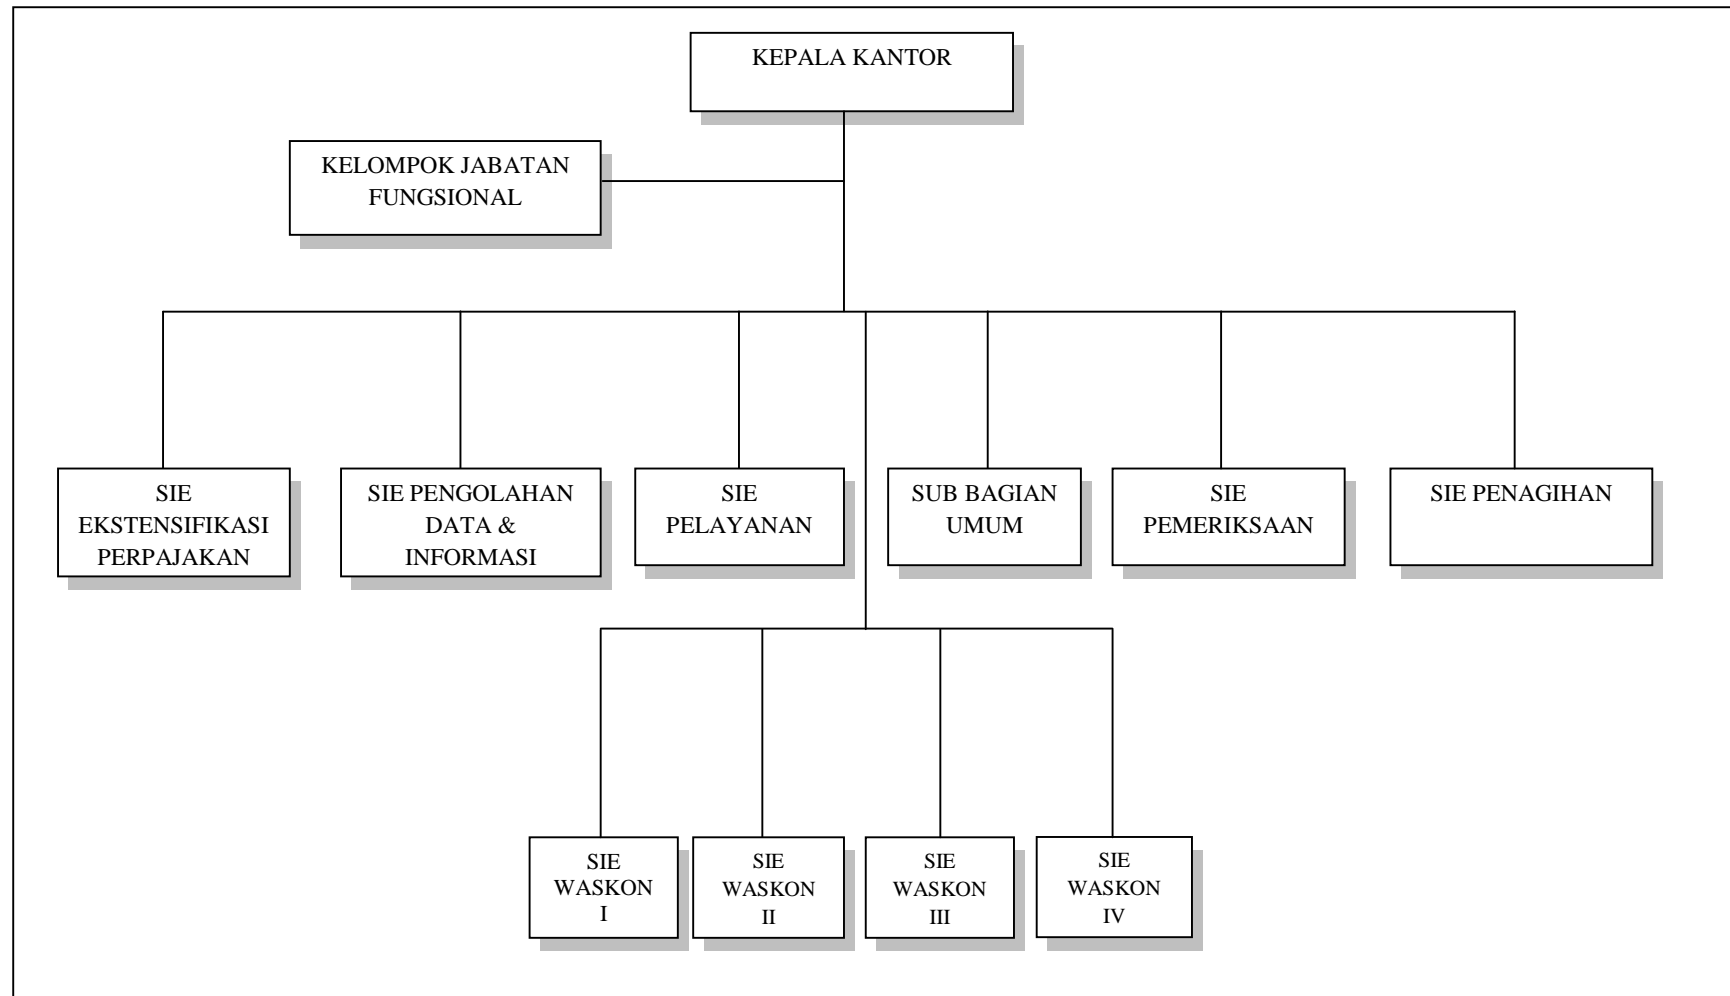 KEPALA KANTOR
KELOMPOK JABATAN
FUNGSIONAL
SIE
EKSTENSIFIKASI
PERPAJAKAN
SIE PENGOLAHAN
DATA &
INFORMASI
SIE
PELAYANAN
SUB BAGIAN
UMUM
SIE
PEMERIKSAAN
SIE PENAGIHAN
SIE
WASKON
I
SIE
WASKON
II
SIE
WASKON
III
SIE
WASKON
IV